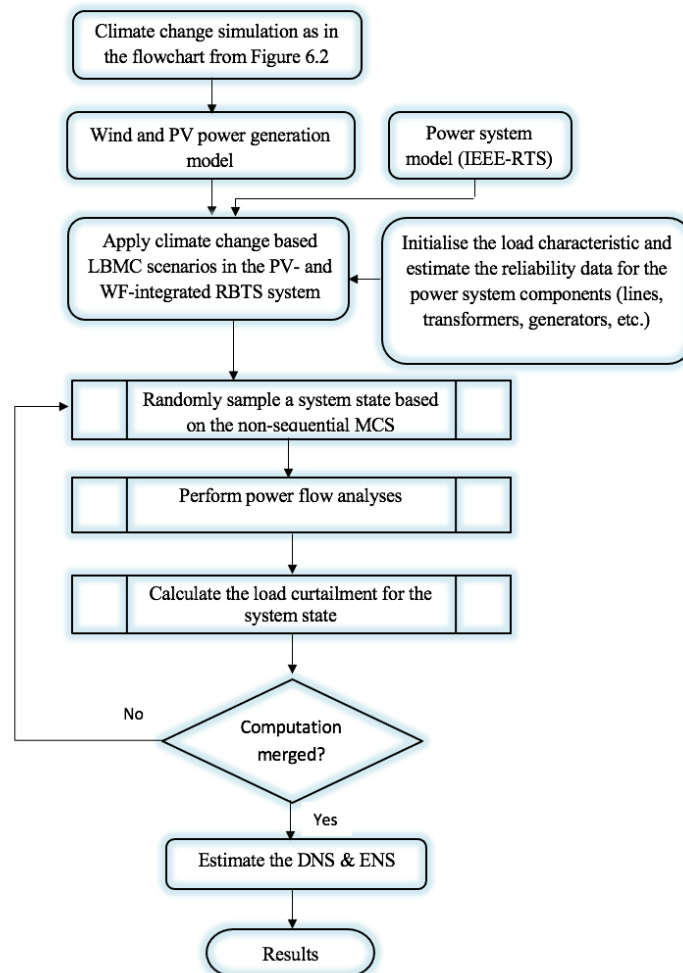 Climate change simulation as in
the flowchart from Figure 6.2
Wind and PV power generation
model
Power system
model (IEEE-RTS)
Apply climate change based
LBMC scenarios in the PV- and
WF-integrated RBTS system
Initialise the load characteristic and
estimate the reliability data for the
power system components (lines,
transformers, generators, etc.)
Randomly sample a system state based
on the non-sequential MCS
Perform power flow analyses
Calculate the load curtailment for the
system state
No
Computation
merged?
Yes
Estimate the DNS & ENS
Results